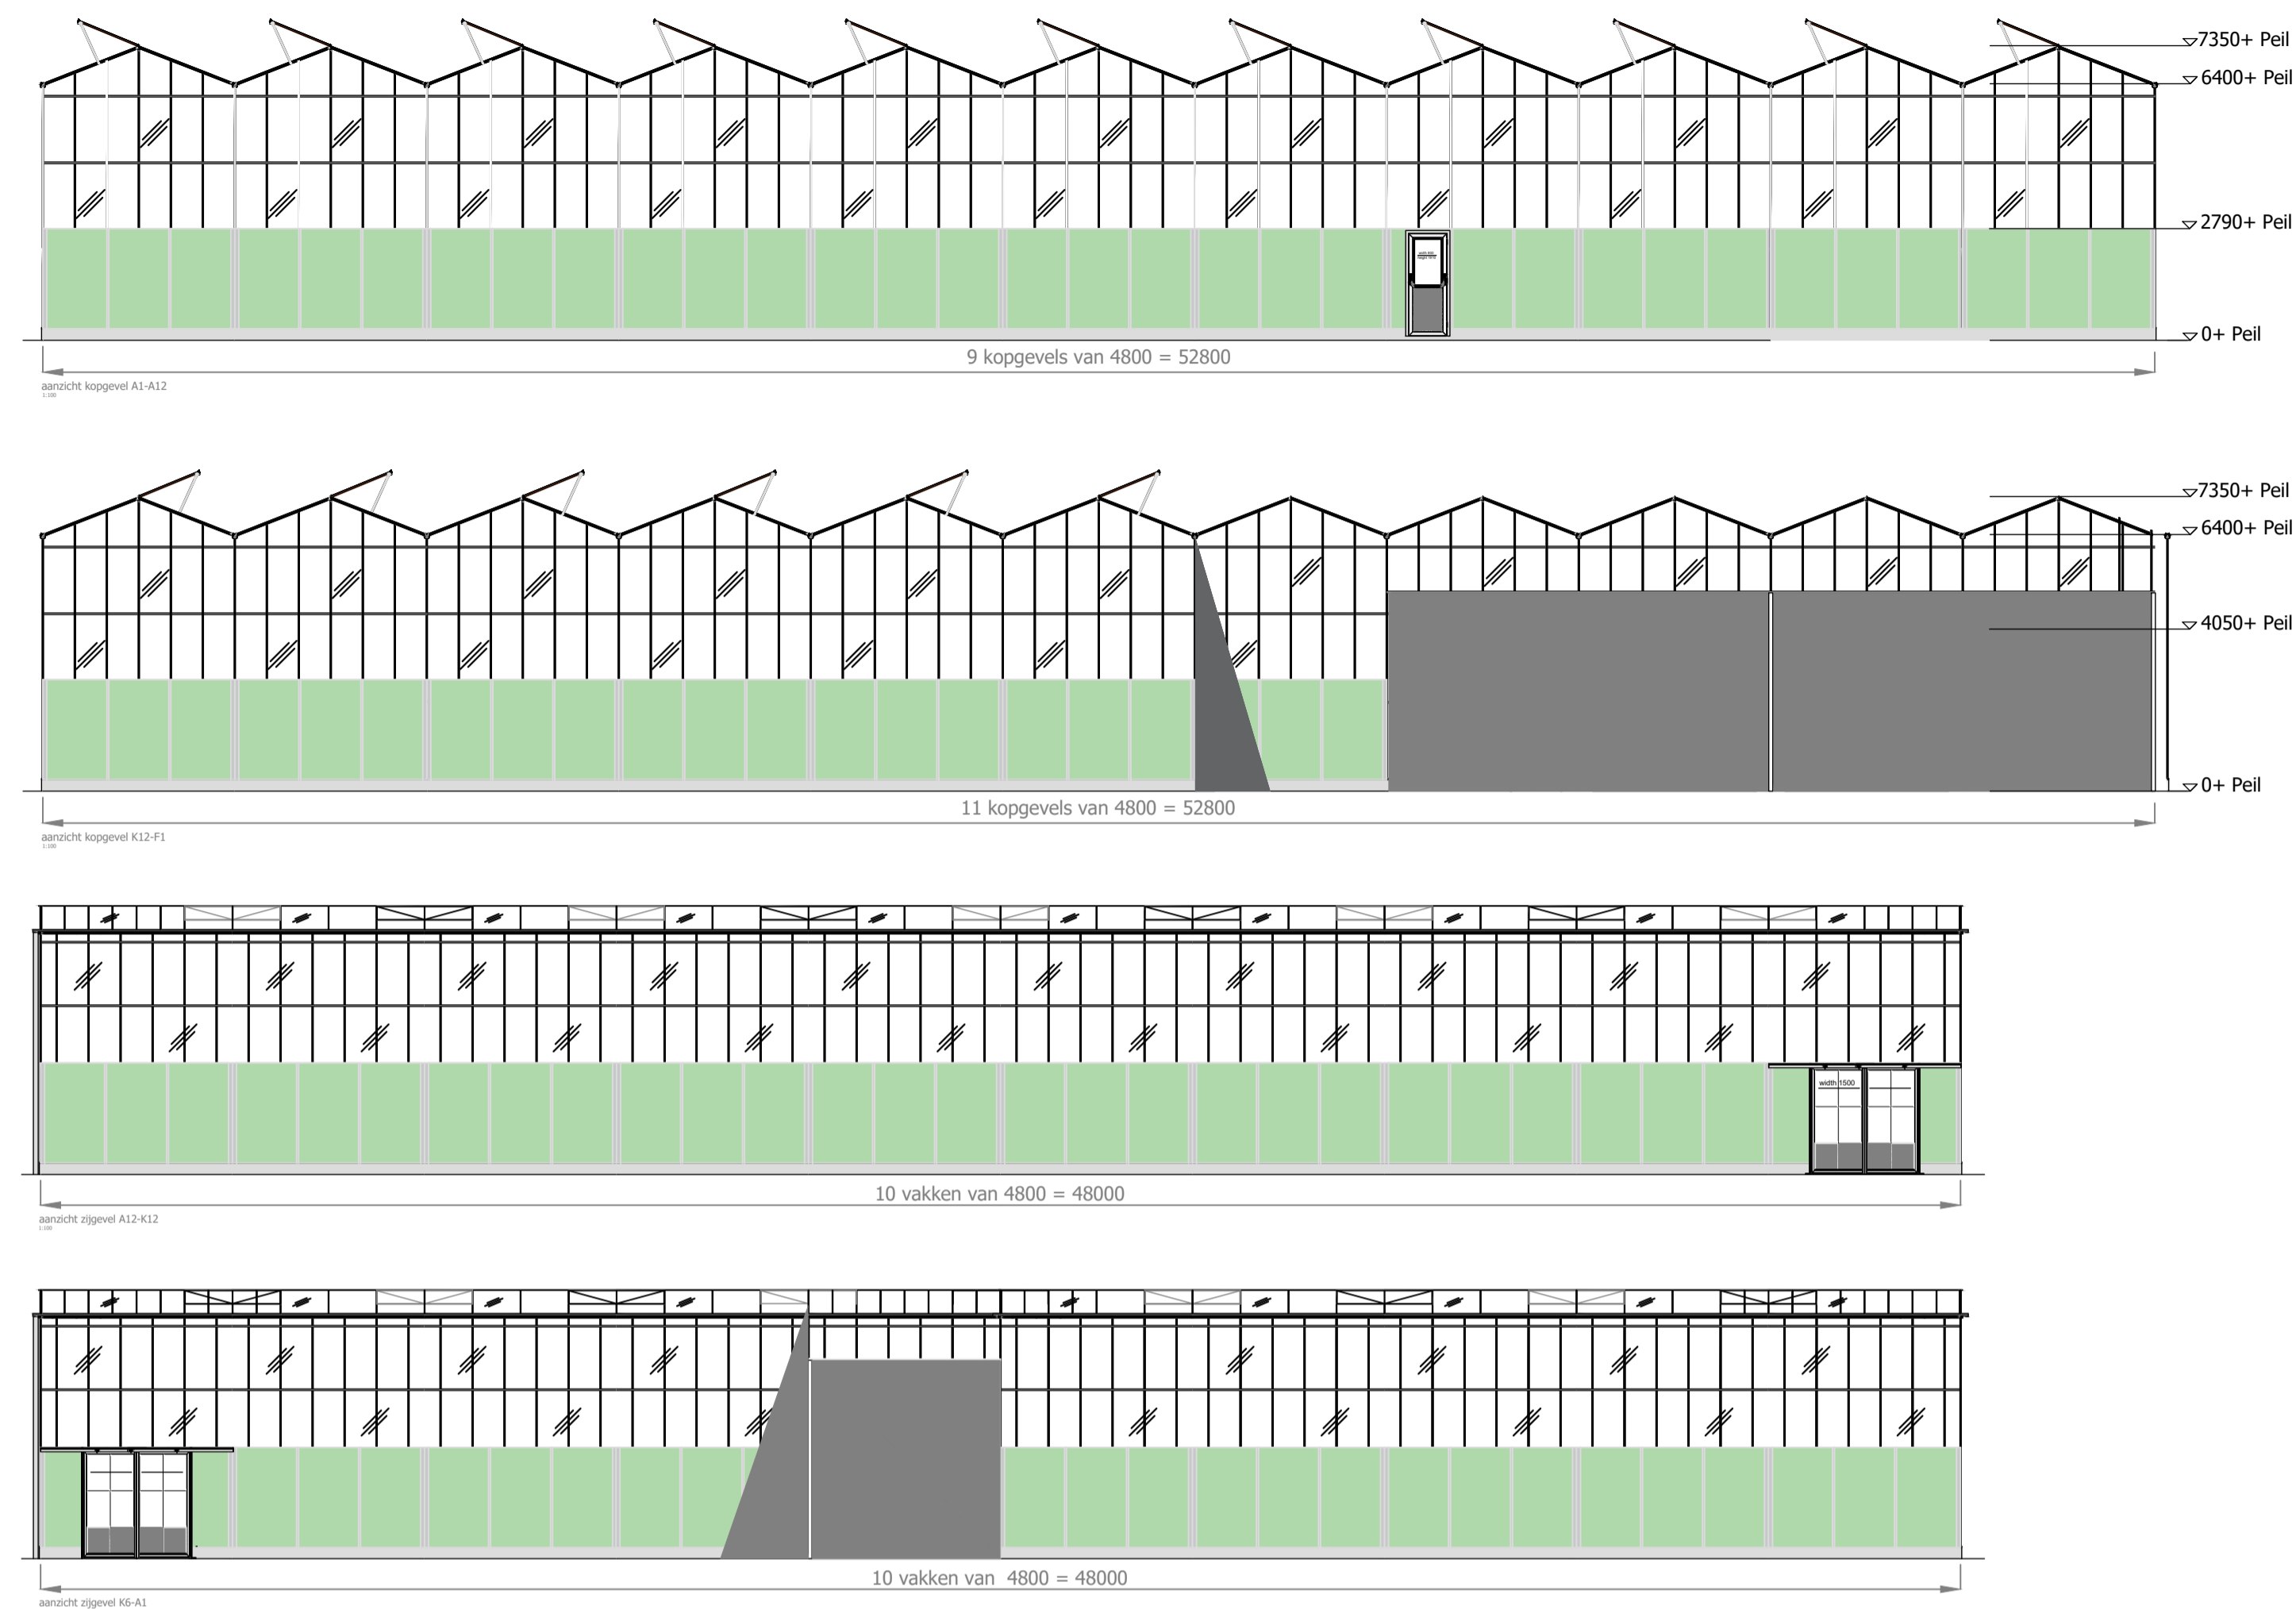 7350+ Peil
6400+ Peil
2790+ Peil
0+ Peil
9 kopgevels van 4800 = 52800
aanzicht kopgevel A1-A12
1:100
7350+ Peil
6400+ Peil
4050+ Peil
0+ Peil
11 kopgevels van 4800 = 52800
aanzicht kopgevel K12-F1
1:100
width 1500
10 vakken van 4800 = 48000
aanzicht zijgevel A12-K12
1:100
10 vakken van 4800 = 48000
aanzicht zijgevel K6-A1